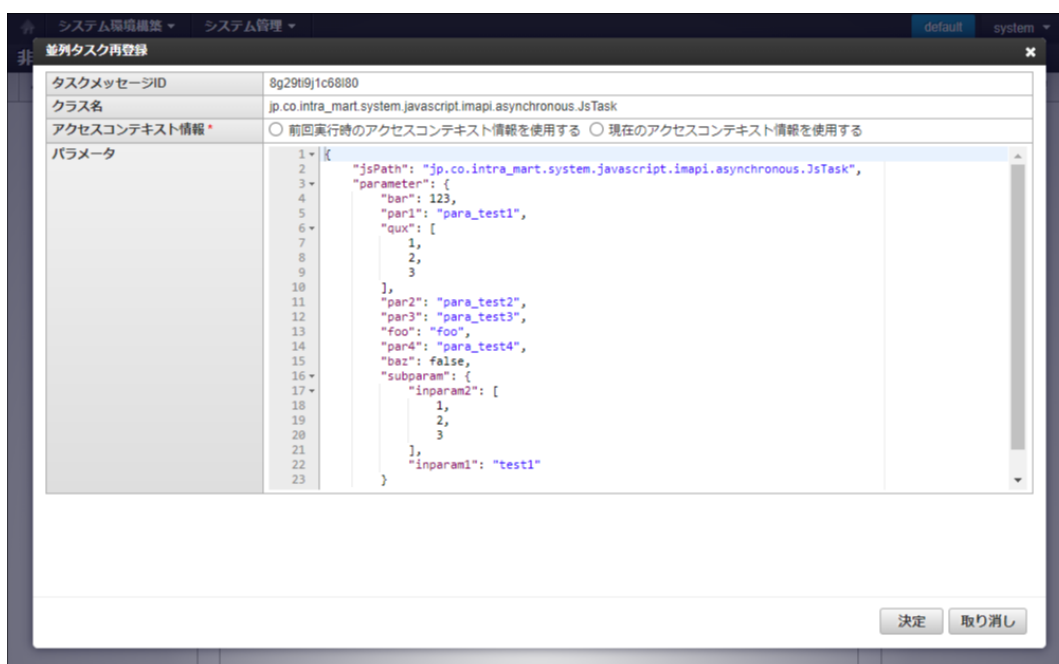 システム環境構築 システム管理 default system
非
並列タスク再登録
タスクメッセージID 8g29ti9j1c68l80
クラス名 jp.co.intra_mart.system.javascript.imapi.asynchronous.JsTask
アクセスコンテキスト情報 * 前回実行時のアクセスコンテキスト情報を使用する 現在のアクセスコンテキスト情報を使用する
パラメータ
1 {
2 "jsPath": "jp.co.intra_mart.system.javascript.imapi.asynchronous.JsTask",
3 "parameter": {
4 "bar": 123,
5 "par1": "para_test1",
6 "qux": [
7 1,
8 2,
9 3
10 ],
11 "par2": "para_test2",
12 "par3": "para_test3",
13 "foo": "foo",
14 "par4": "para_test4",
15 "baz": false,
16 "subparam": {
17 "inparam2": [
18 1,
19 2,
20 3
21 ],
22 "inparam1": "test1"
23 }
決定 取り消し